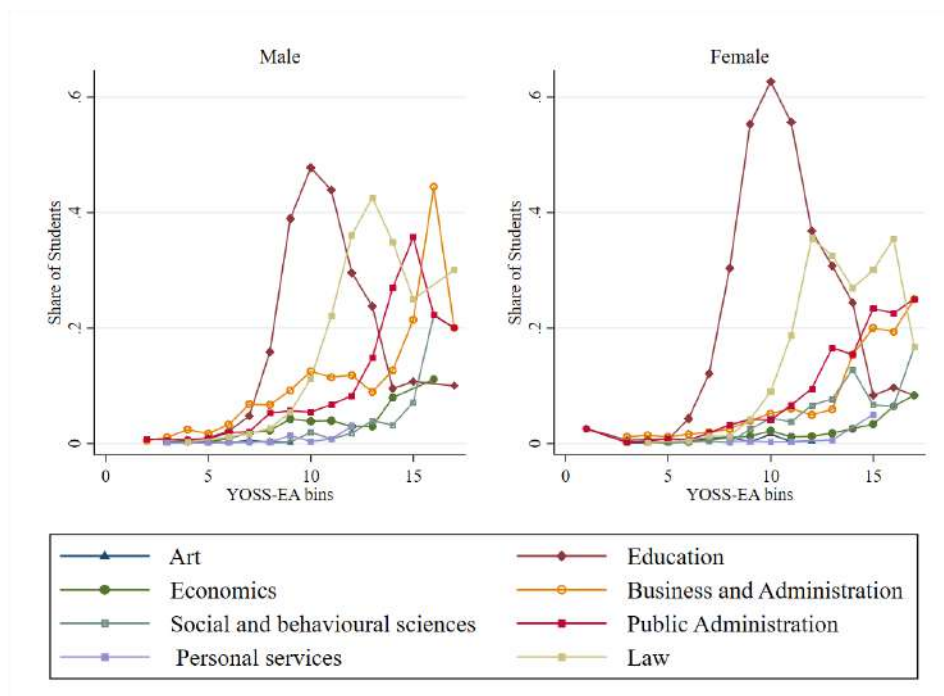 Male
Female
Share of Students
0 .2 .4 .6
0 5 10 15
YOSS-EA bins
Share of Students
0 .2 .4 .6
0 5 10 15
YOSS-EA bins
Art
Education
Economics
Business and Administration
Social and behavioural sciences
Public Administration
Personal services
Law